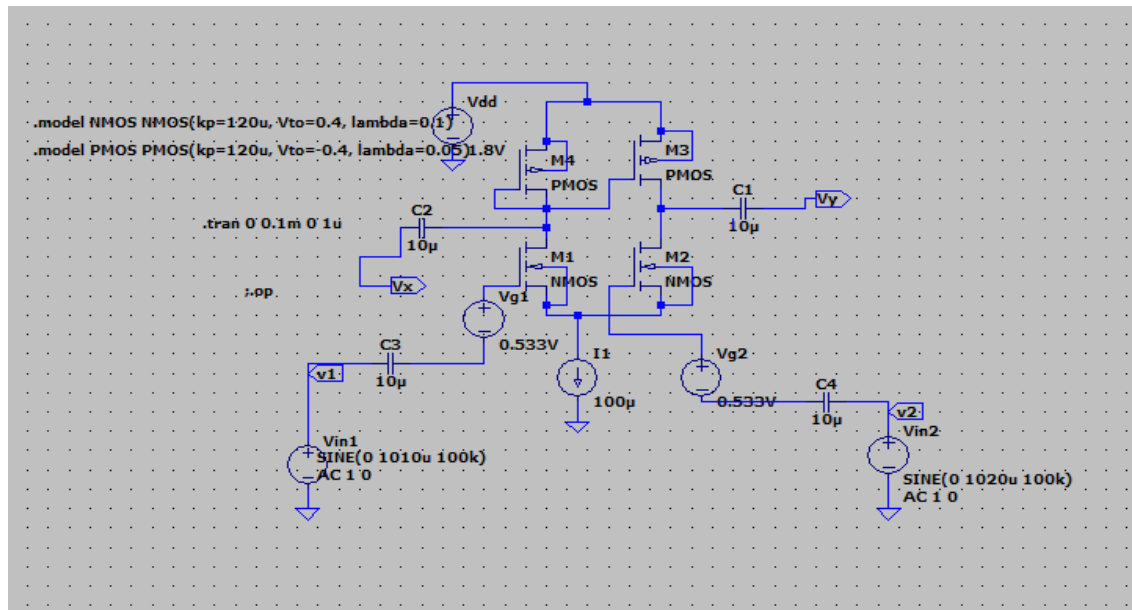 Vdd
.model NMOS NMOS(kp=120u, Vto=0.4, lambda=0.1)
.model PMOS PMOS(kp=120u, Vto=-0.4, lambda=0.05)
1.8V
M4
PMOS
M3
PMOS
C1
10µ
Vy
C2
10µ
.tran 0 0.1m 0 1u
Vx
;.op
M1
NMOS
M2
NMOS
Vg1
0.533V
C3
10µ
v1
I1
100µ
Vg2
0.533V
C4
10µ
v2
Vin1
SINE(0 1010u 100k)
AC 1 0
Vin2
SINE(0 1020u 100k)
AC 1 0